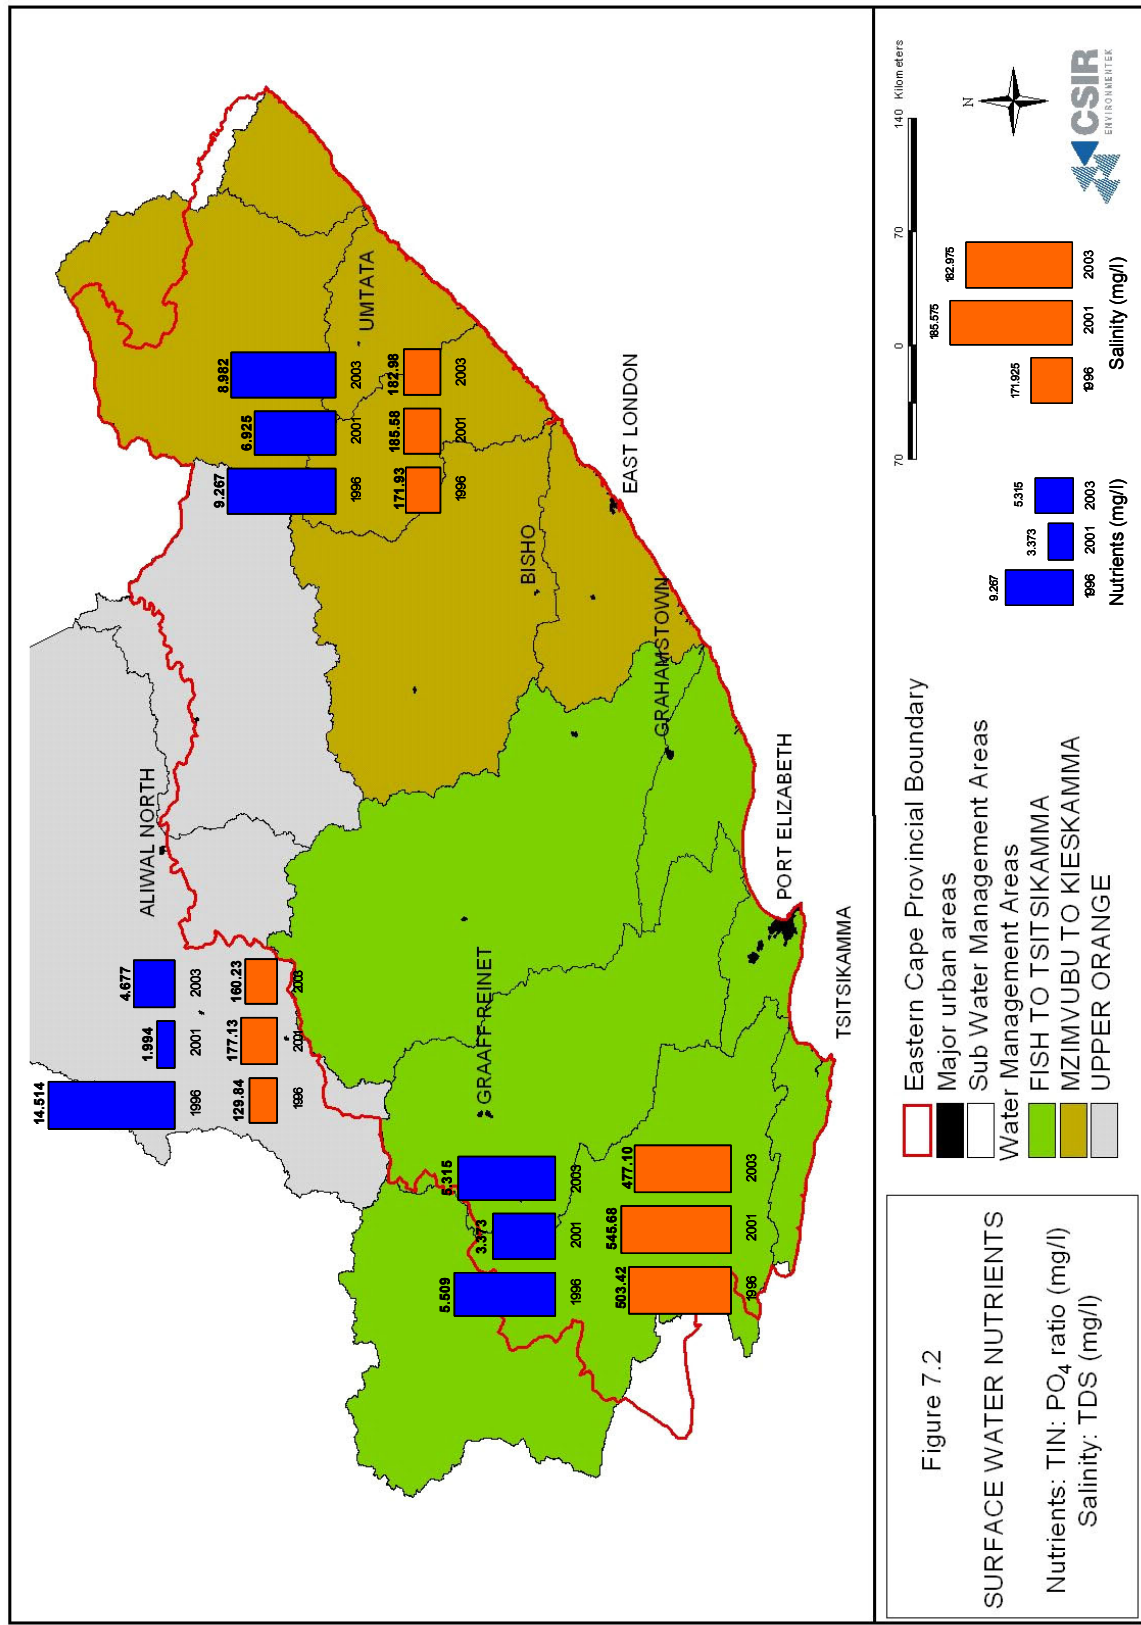 ALIWAL NORTH
14.514
1.994
4.677
1996
2001
2003
129.84
177.13
160.23
1996
2001
2003
9.267
6.925
8.982
1996
2001
2003
UMTATA
171.93
185.58
182.98
1996
2001
2003
BISHO
EAST LONDON
GRAHAMSTOWN
GRAAFF-REINET
5.509
3.373
5.315
1996
2001
2003
503.42
545.68
477.10
1996
2001
2003
PORT ELIZABETH
TSITSIKAMMA
Figure 7.2
SURFACE WATER NUTRIENTS
Nutrients: TIN: PO₄ ratio (mg/l)
Salinity: TDS (mg/l)
Eastern Cape Provincial Boundary
Major urban areas
Sub Water Management Areas
Water Management Areas
FISH TO TSITSIKAMMA
MZIMVUBU TO KIESKAMMA
UPPER ORANGE
9.267
3.373
5.315
1996
2001
2003
Nutrients (mg/l)
171.925
185.575
182.975
1996
2001
2003
Salinity (mg/l)
70 0 70 140 Kilometers
N
CSIR
ENVIRONMENTEK